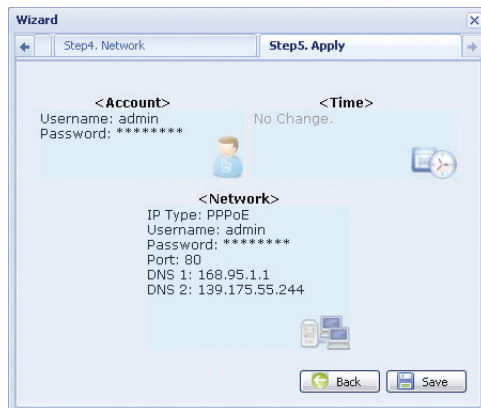 Wizard
Step4. Network
Step5. Apply
<Account>
Username: admin
Password: ********
<Time>
No Change.
<Network>
IP Type: PPPoE
Username: admin
Password: ********
Port: 80
DNS 1: 168.95.1.1
DNS 2: 139.175.55.244
Back
Save